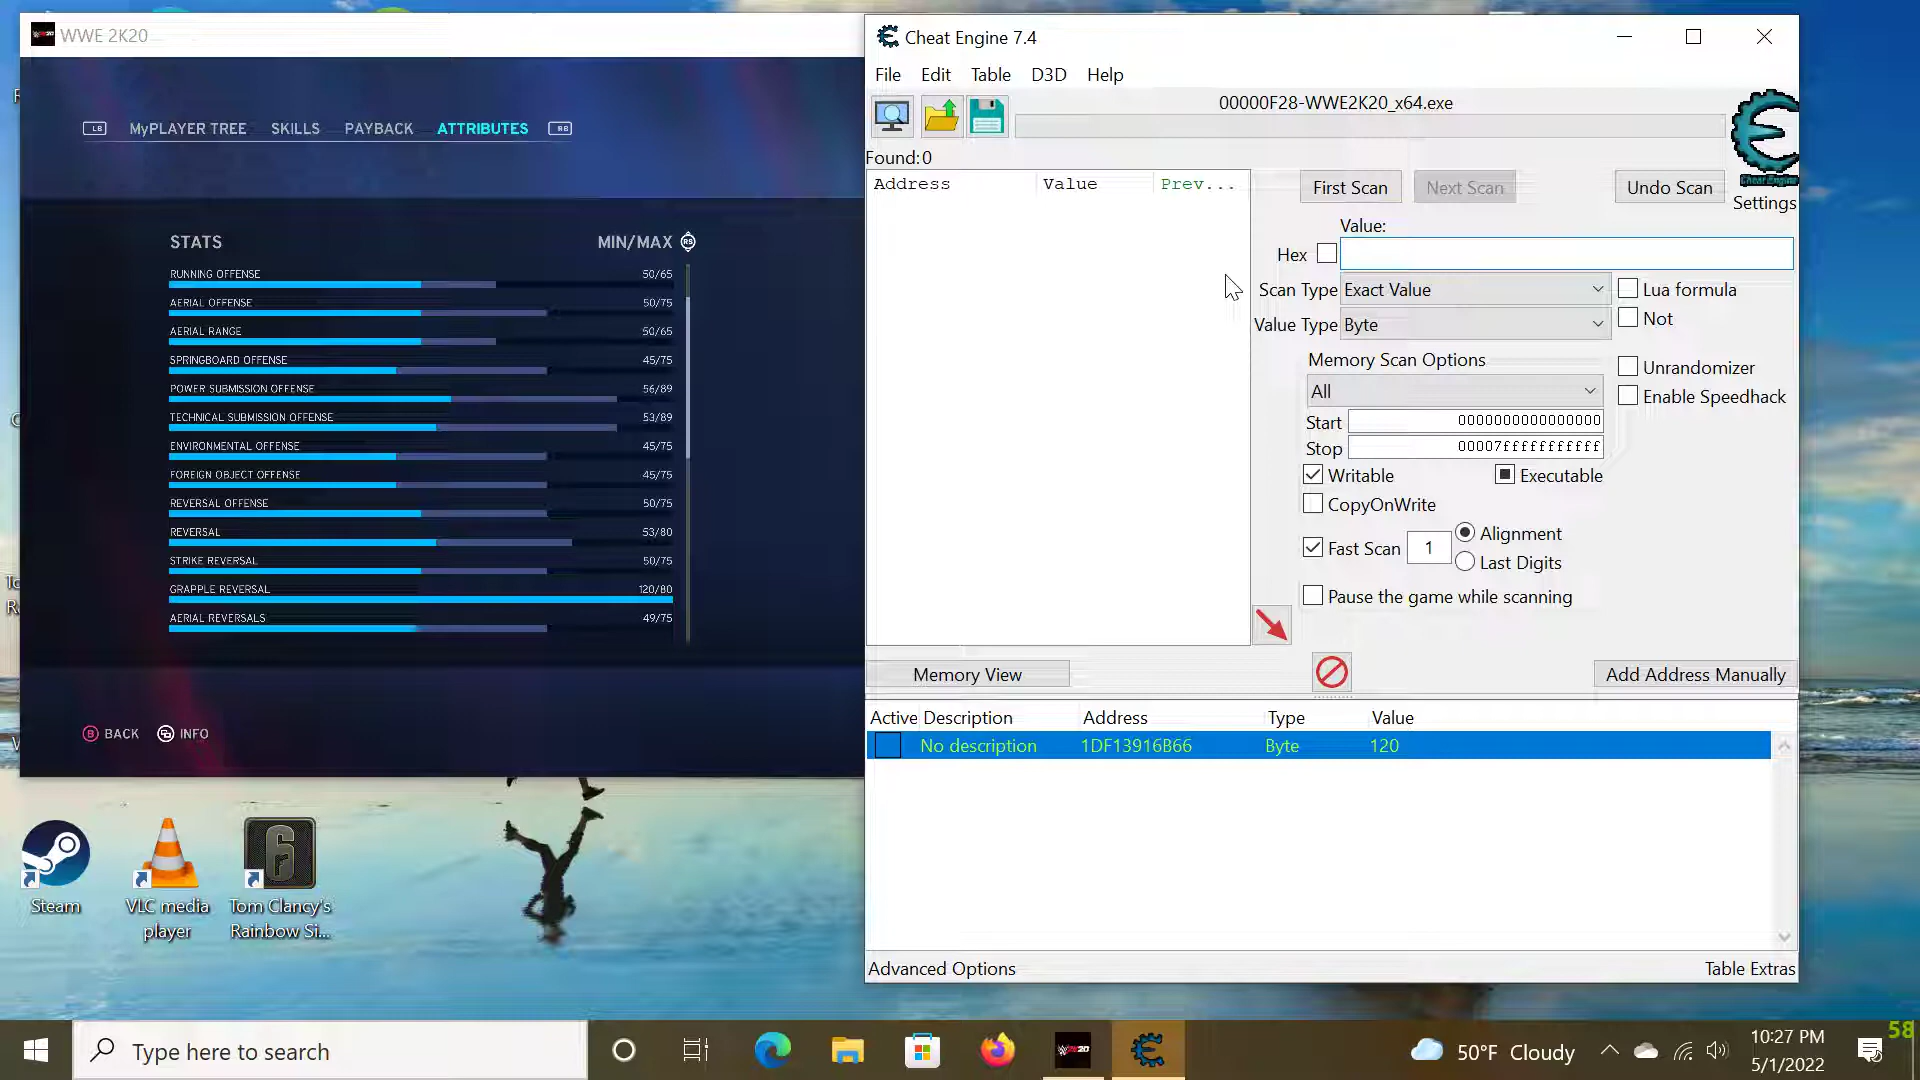 WWE 2K20
LB MyPLAYER TREE SKILLS PAYBACK ATTRIBUTES RB
STATS MIN/MAX RS
RUNNING OFFENSE 50/65
AERIAL OFFENSE 50/75
AERIAL RANGE 50/65
SPRINGBOARD OFFENSE 45/75
POWER SUBMISSION OFFENSE 56/89
TECHNICAL SUBMISSION OFFENSE 53/89
ENVIRONMENTAL OFFENSE 45/75
FOREIGN OBJECT OFFENSE 45/75
REVERSAL OFFENSE 50/75
REVERSAL 53/80
STRIKE REVERSAL 50/75
GRAPPLE REVERSAL 120/80
AERIAL REVERSALS 49/75
B BACK INFO
Cheat Engine 7.4
File Edit Table D3D Help
00000F28-WWE2K20_x64.exe
Found:0
Address Value Prev...
First Scan Next Scan Undo Scan
Cheat Engine
Settings
Value:
Hex
Scan Type Exact Value Lua formula
Value Type Byte Not
Memory Scan Options
All
Unrandomizer
Enable Speedhack
Start 0000000000000000
Stop 00007fffffffffff
Writable Executable
CopyOnWrite
Fast Scan 1 Alignment
Last Digits
Pause the game while scanning
Memory View Add Address Manually
Active Description Address Type Value
No description 1DF13916B66 Byte 120
Advanced Options Table Extras
Steam
VLC media
player
Tom Clancy's
Rainbow Si...
Type here to search
50°F Cloudy
10:27 PM
5/1/2022
58